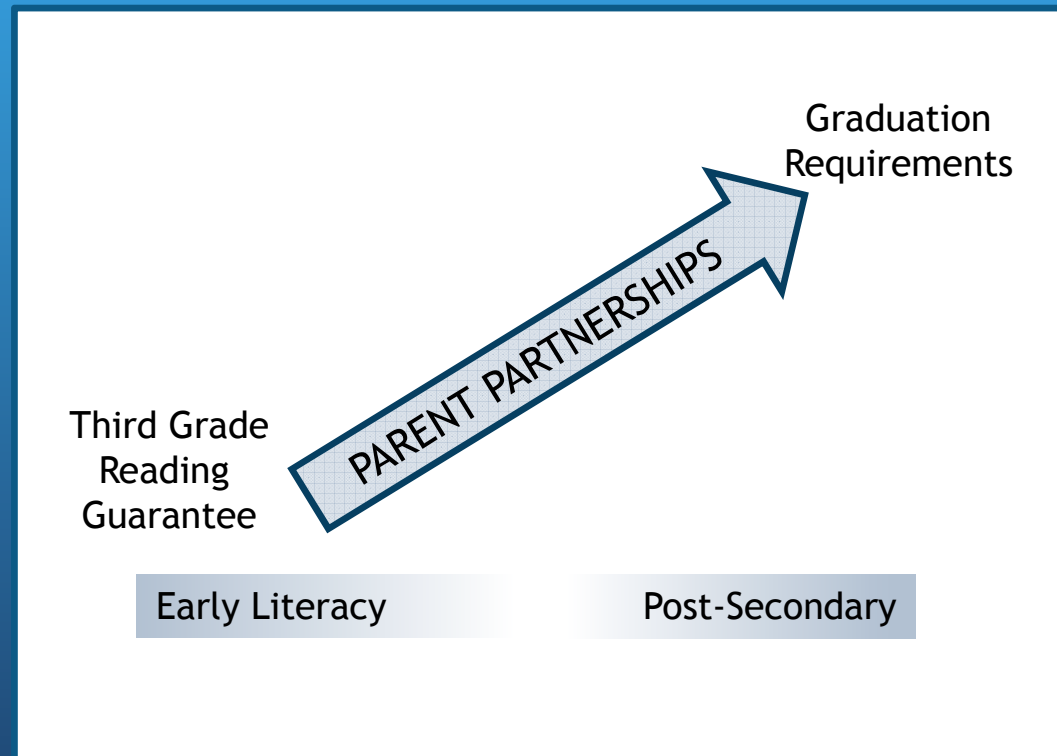 Graduation
Requirements
PARENT PARTNERSHIPS
Third Grade
Reading
Guarantee
Early Literacy
Post-Secondary